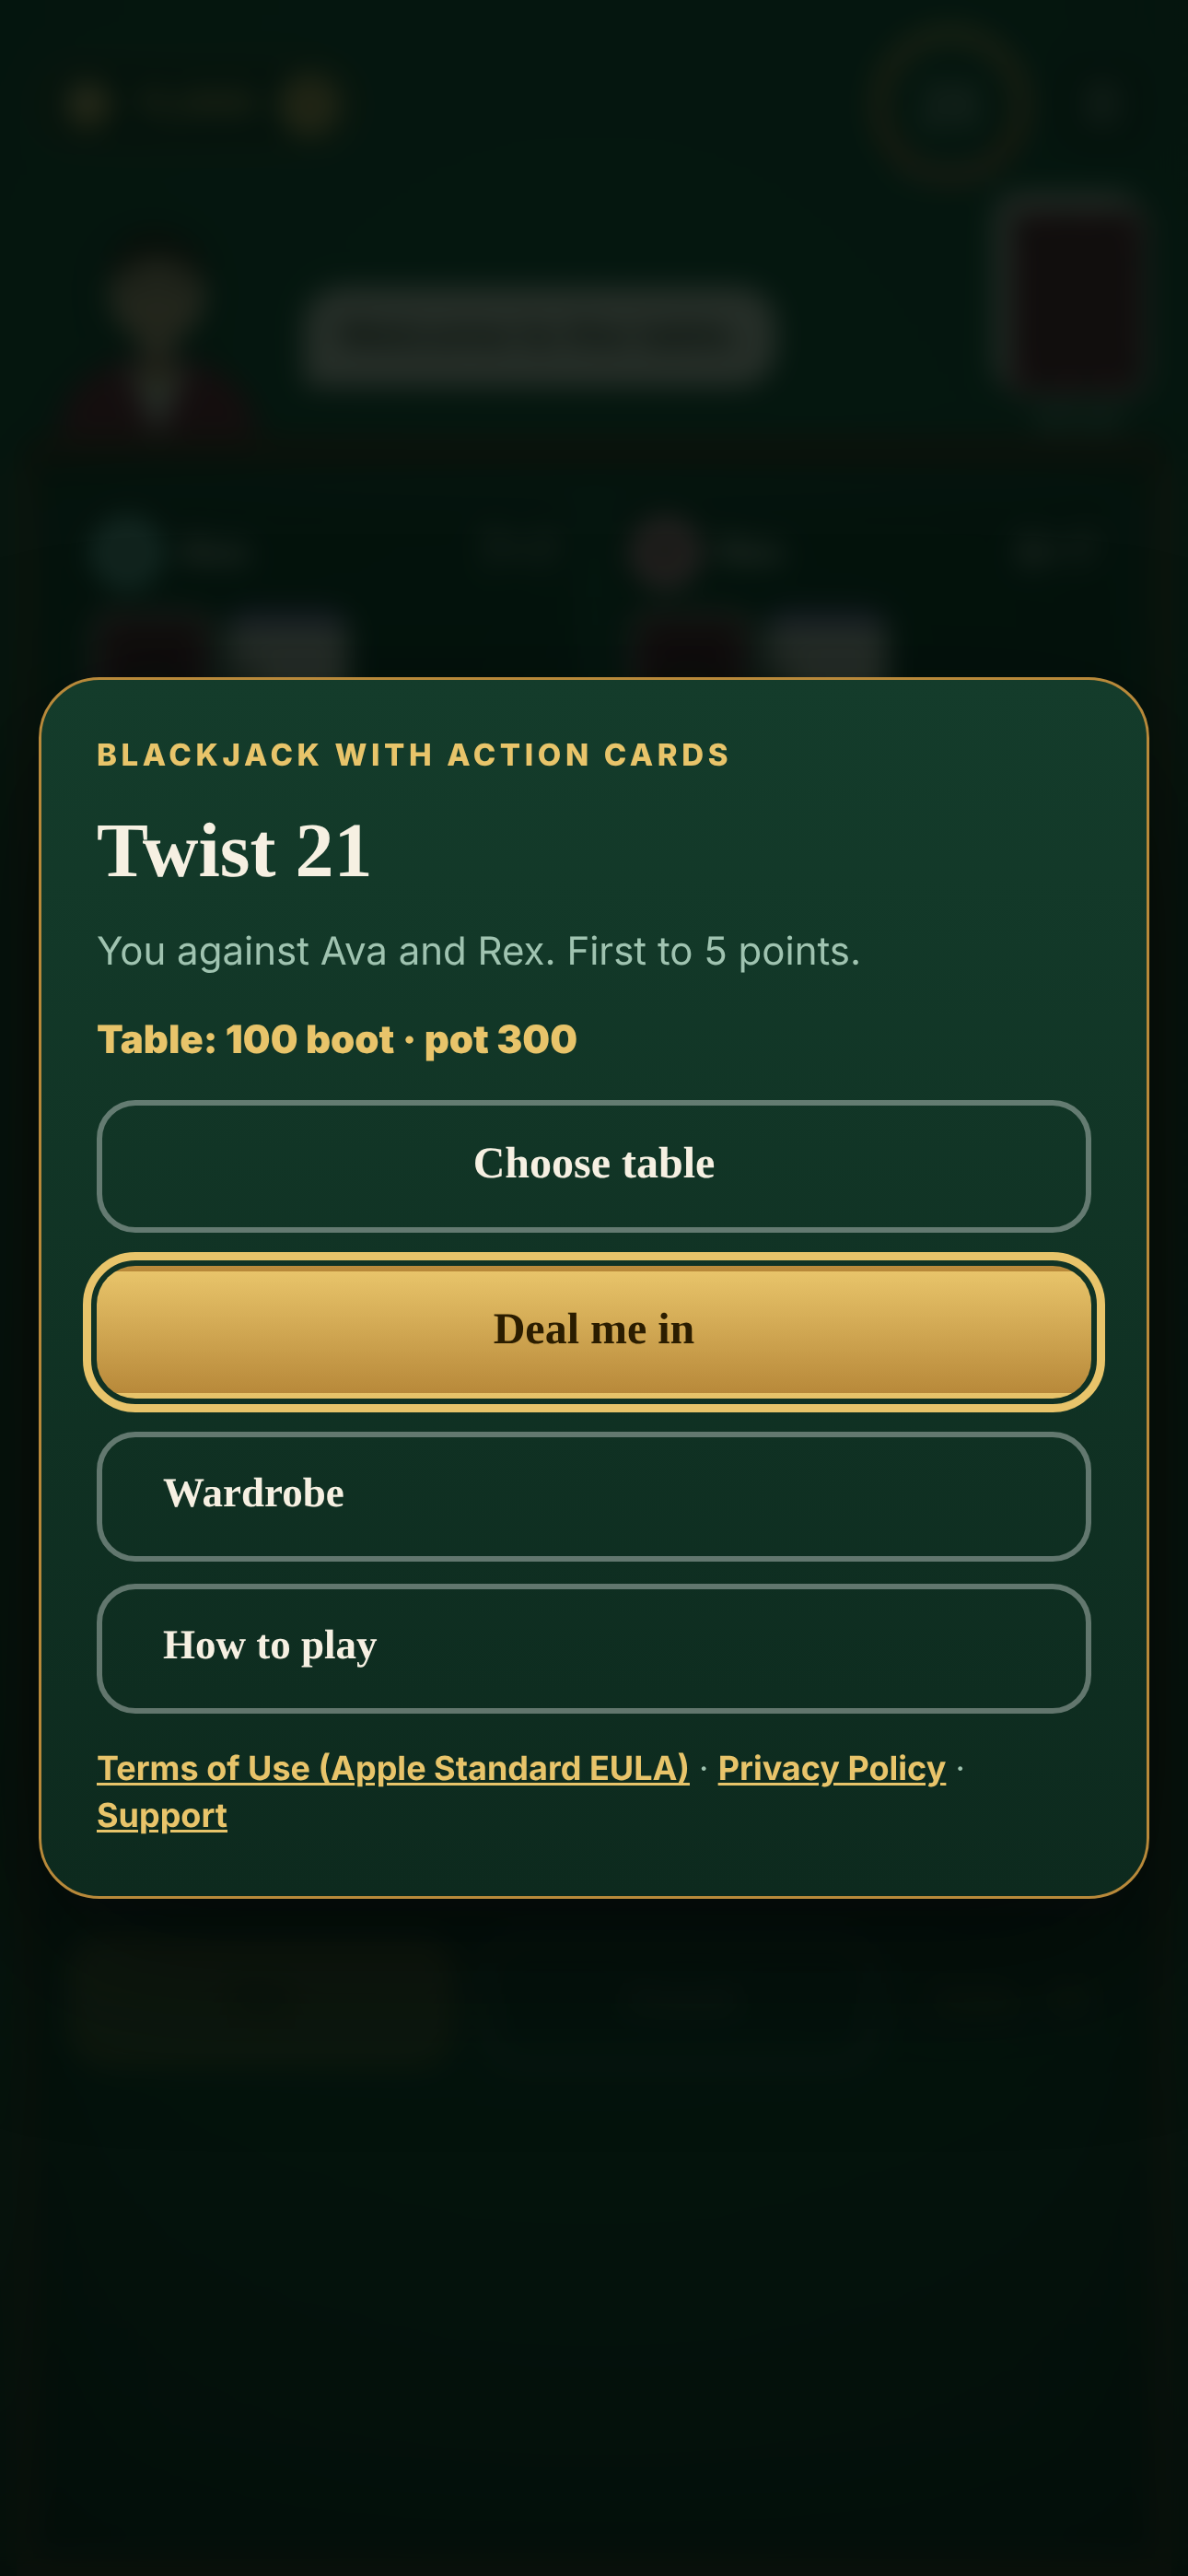 BLACKJACK WITH ACTION CARDS
Twist 21
You against Ava and Rex. First to 5 points.
Table: 100 boot · pot 300
Choose table
Deal me in
Wardrobe
How to play
Terms of Use (Apple Standard EULA) · Privacy Policy ·
Support